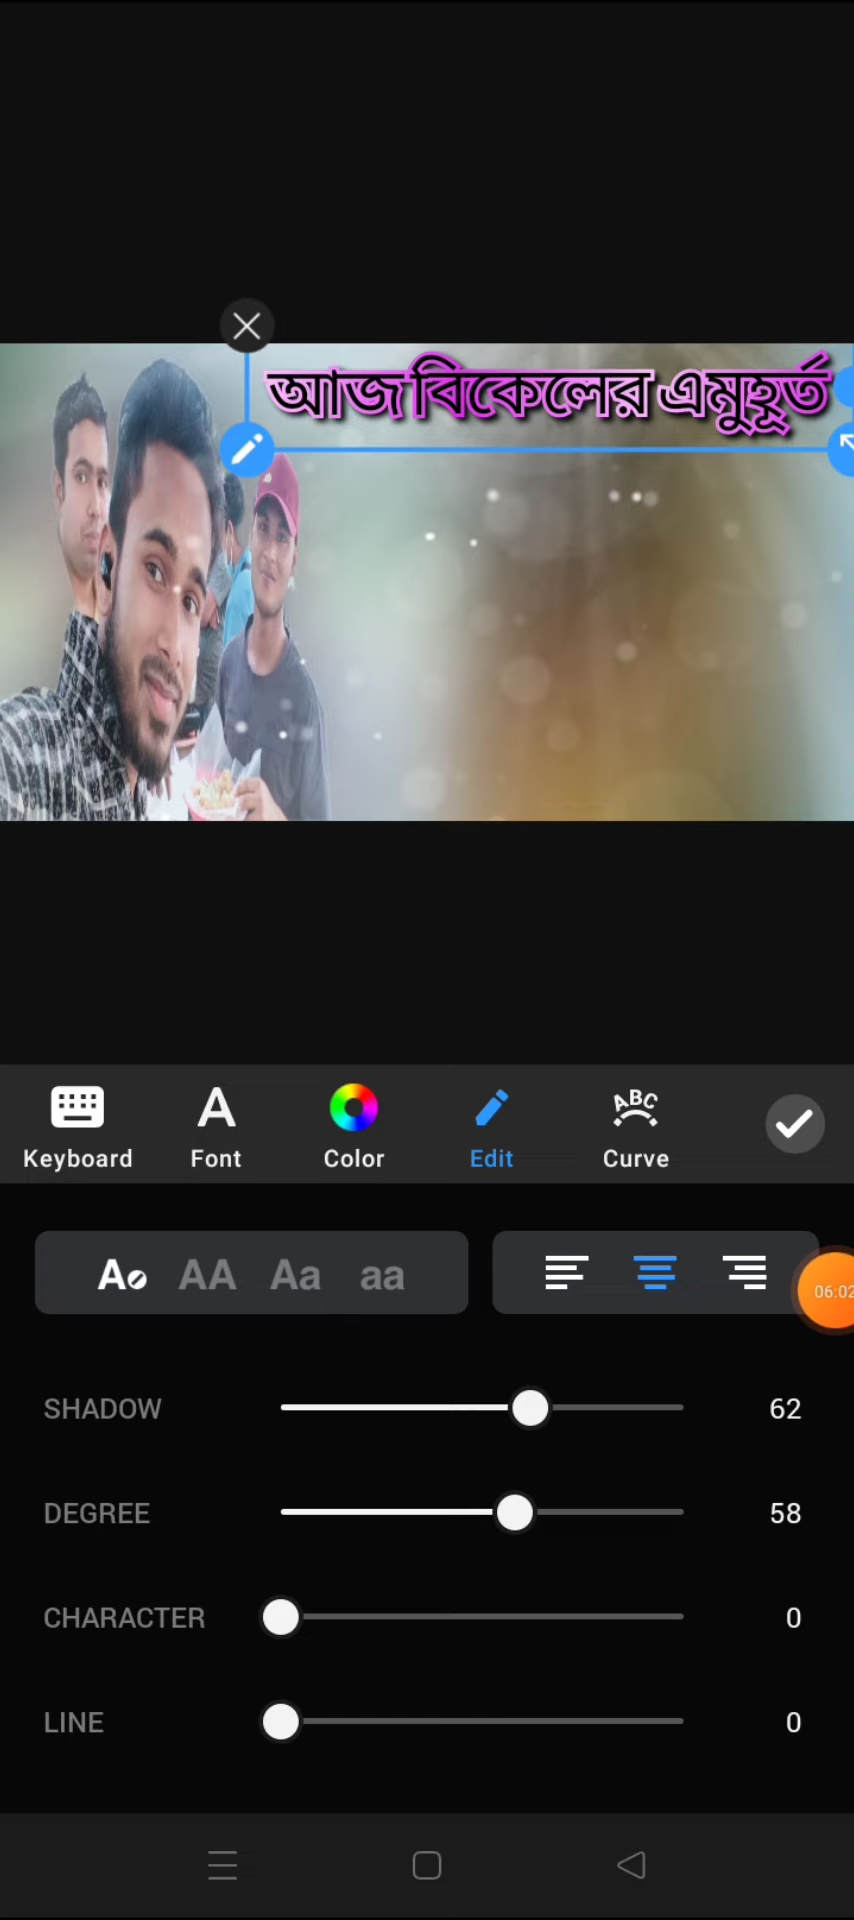 আজ বিকেলের এমুহূর্ত
Keyboard
Font
Color
Edit
ABC
Curve
A AA Aa aa
06:02
SHADOW 62
DEGREE 58
CHARACTER 0
LINE 0